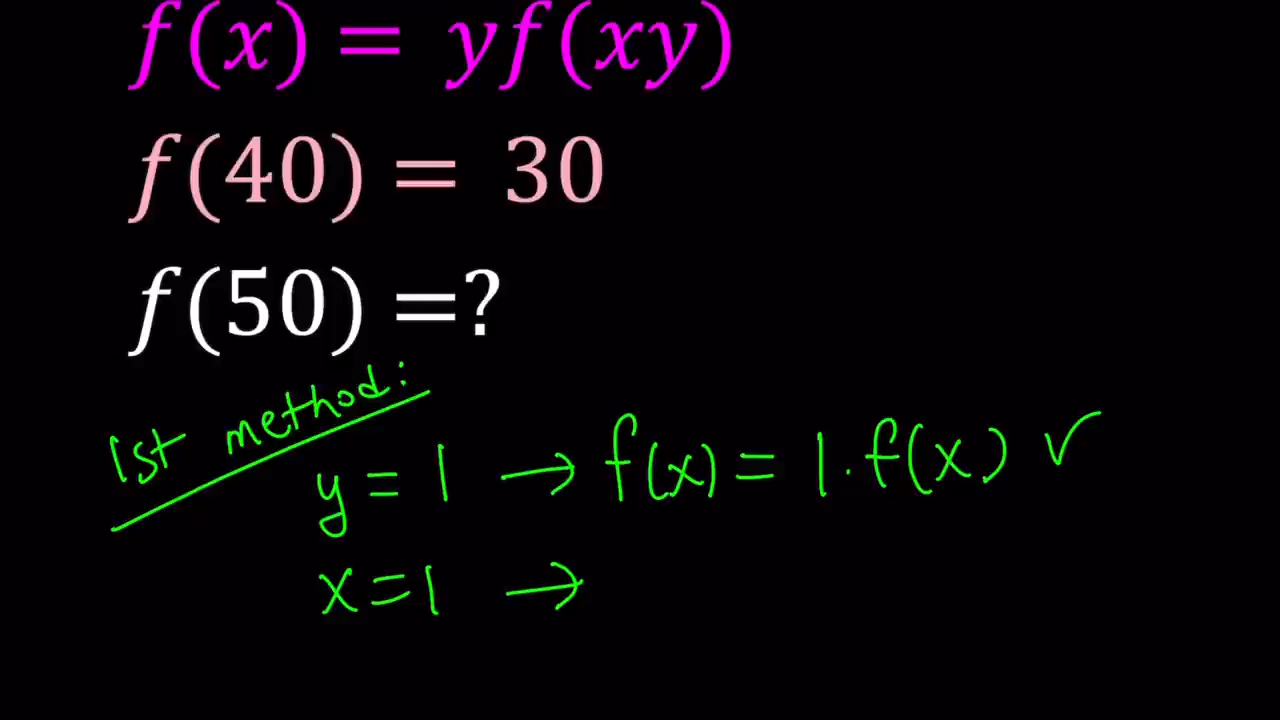 f(x) = yf(xy)
f(40) = 30
f(50) =?
1st method:
y = 1 → f(x) = 1. f(x) ✓
x = 1 →